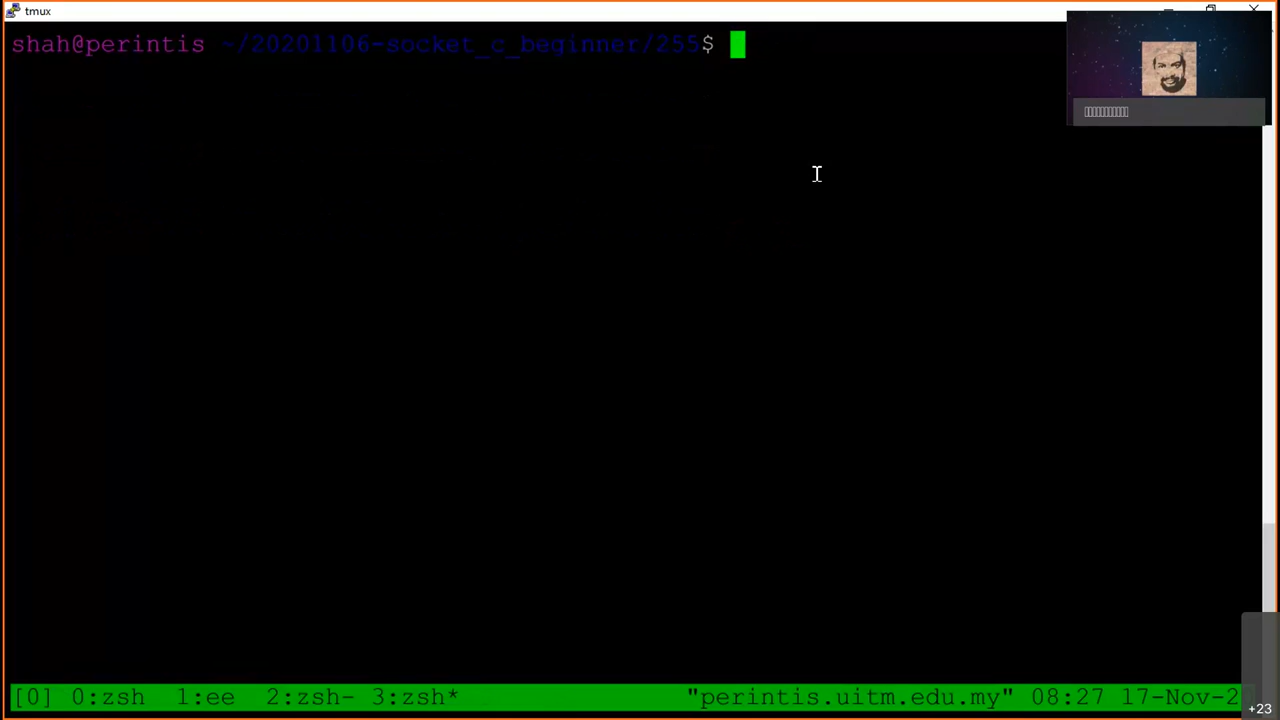 tmux
shah@perintis ~/20201106-socket_c_beginner/255$
[0] 0:zsh 1:ee 2:zsh- 3:zsh* "perintis.uitm.edu.my" 08:27 17-Nov-2
+23